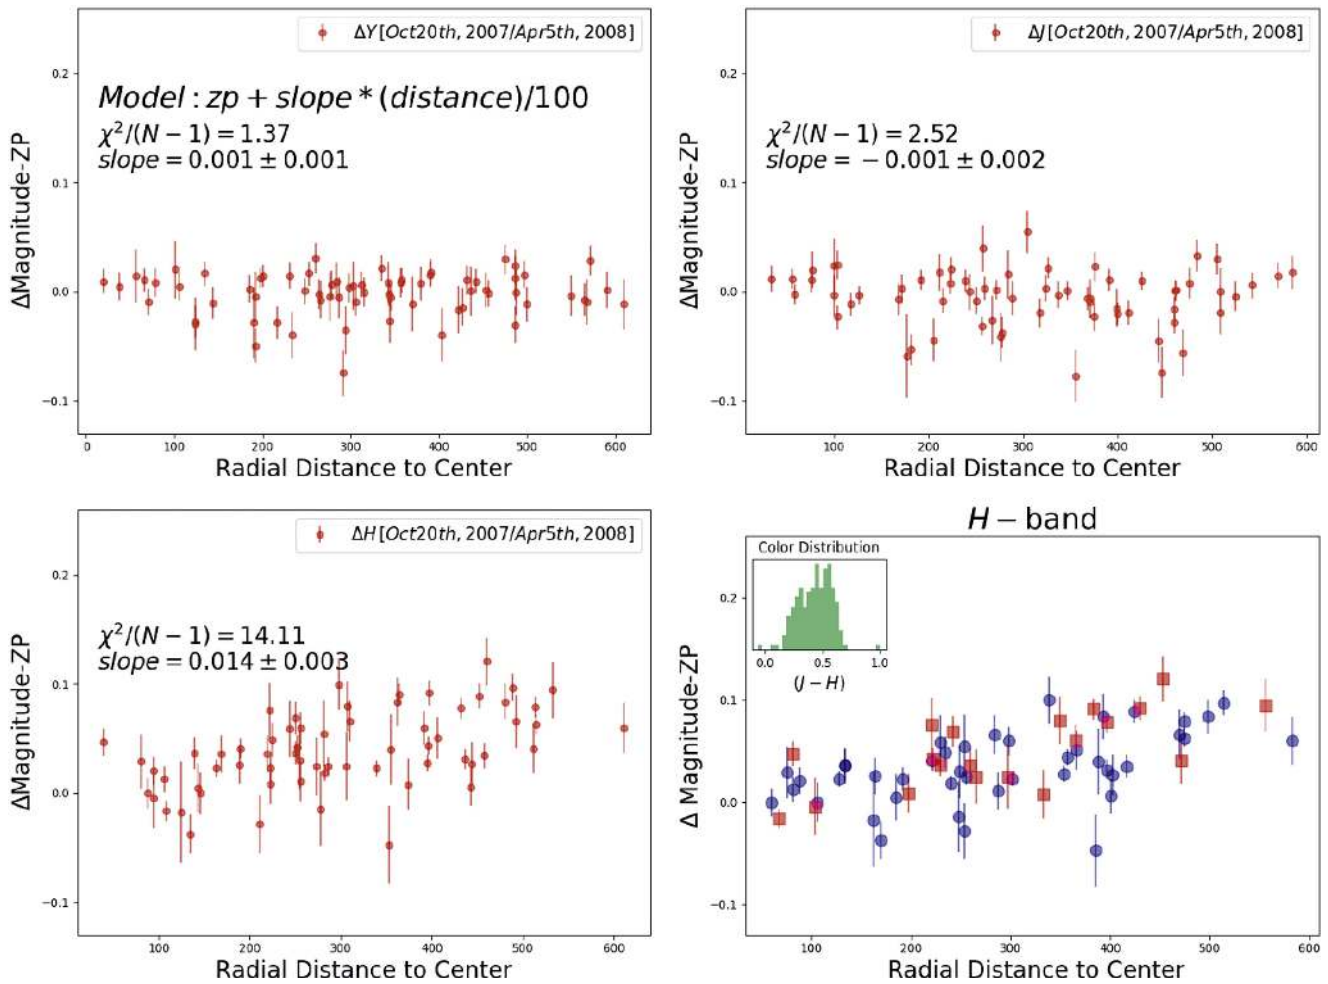 ΔY[Oct20th, 2007/Apr5th, 2008]
Model: zp + slope * (distance)/100
χ²/(N − 1) = 1.37
slope = 0.001 ± 0.001
ΔMagnitude-ZP
0.2
0.1
0.0
−0.1
0 100 200 300 400 500 600
Radial Distance to Center
ΔJ[Oct20th, 2007/Apr5th, 2008]
χ²/(N − 1) = 2.52
slope = − 0.001 ± 0.002
ΔMagnitude-ZP
0.2
0.1
0.0
−0.1
100 200 300 400 500 600
Radial Distance to Center
ΔH[Oct20th, 2007/Apr5th, 2008]
χ²/(N − 1) = 14.11
slope = 0.014 ± 0.003
ΔMagnitude-ZP
0.2
0.1
0.0
−0.1
100 200 300 400 500 600
Radial Distance to Center
H − band
Color Distribution
0.0 0.5 1.0
(J − H)
Δ Magnitude-ZP
0.2
0.1
0.0
−0.1
100 200 300 400 500 600
Radial Distance to Center